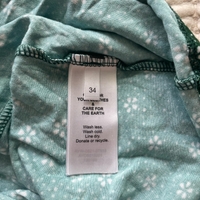 34
&
CARE FOR
THE EARTH
Wash less
Wash cold
Line dry
Donate or recycle.